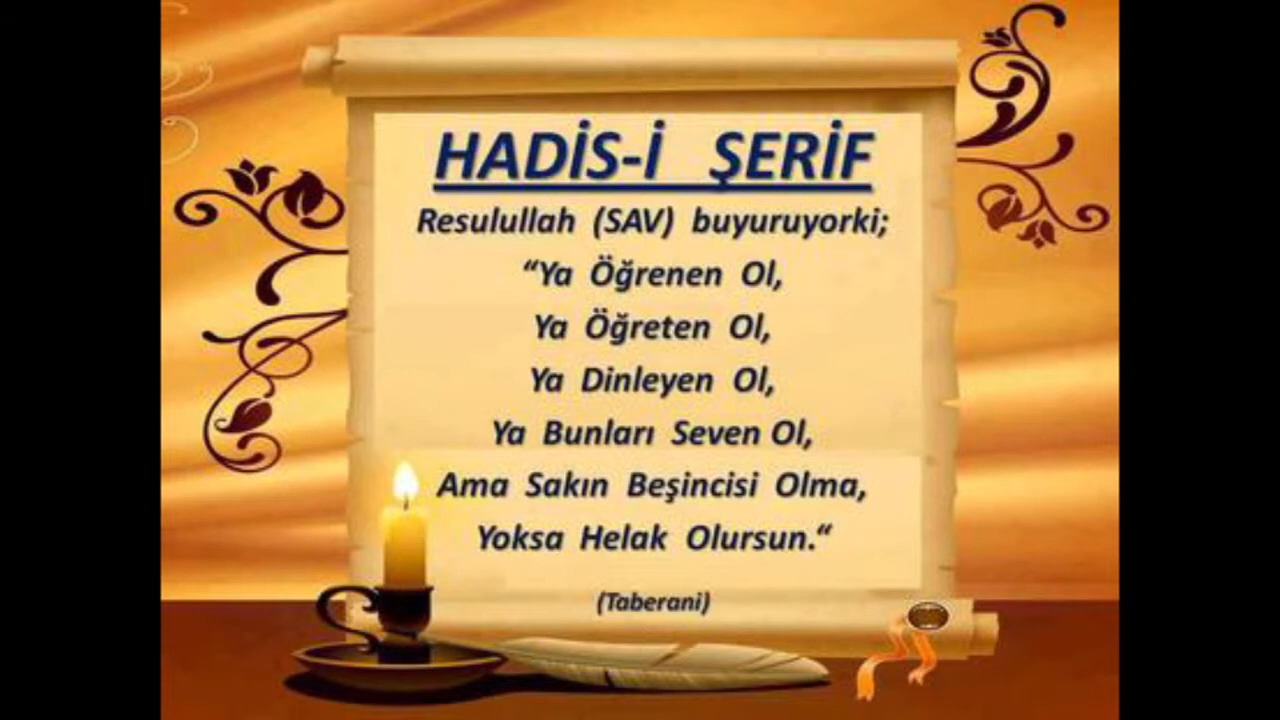 HADİS-İ ŞERİF
Resulullah (SAV) buyuruyorki;
“Ya Öğrenen Ol,
Ya Öğreten Ol,
Ya Dinleyen Ol,
Ya Bunları Seven Ol,
Ama Sakın Beşincisi Olma,
Yoksa Helak Olursun.“
(Taberani)